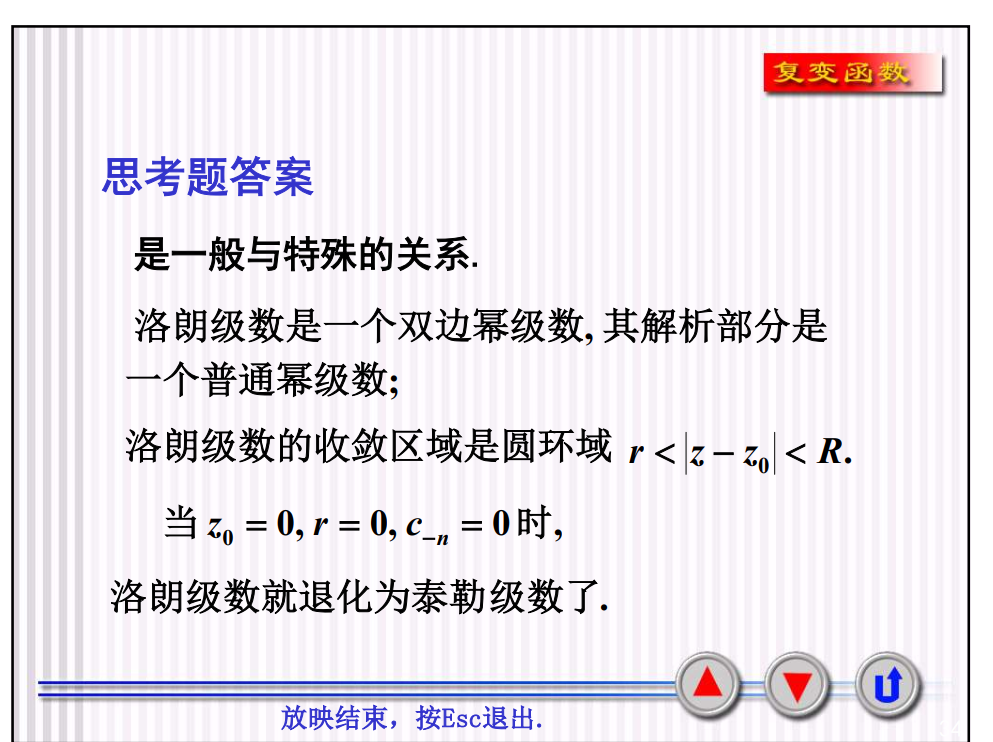 复变函数
思考题答案
是一般与特殊的关系.
洛朗级数是一个双边幂级数, 其解析部分是
一个普通幂级数;
洛朗级数的收敛区域是圆环域 r < |z − z₀| < R.
当 z₀ = 0, r = 0, c₋ₙ = 0 时,
洛朗级数就退化为泰勒级数了.
放映结束，按Esc退出.
34